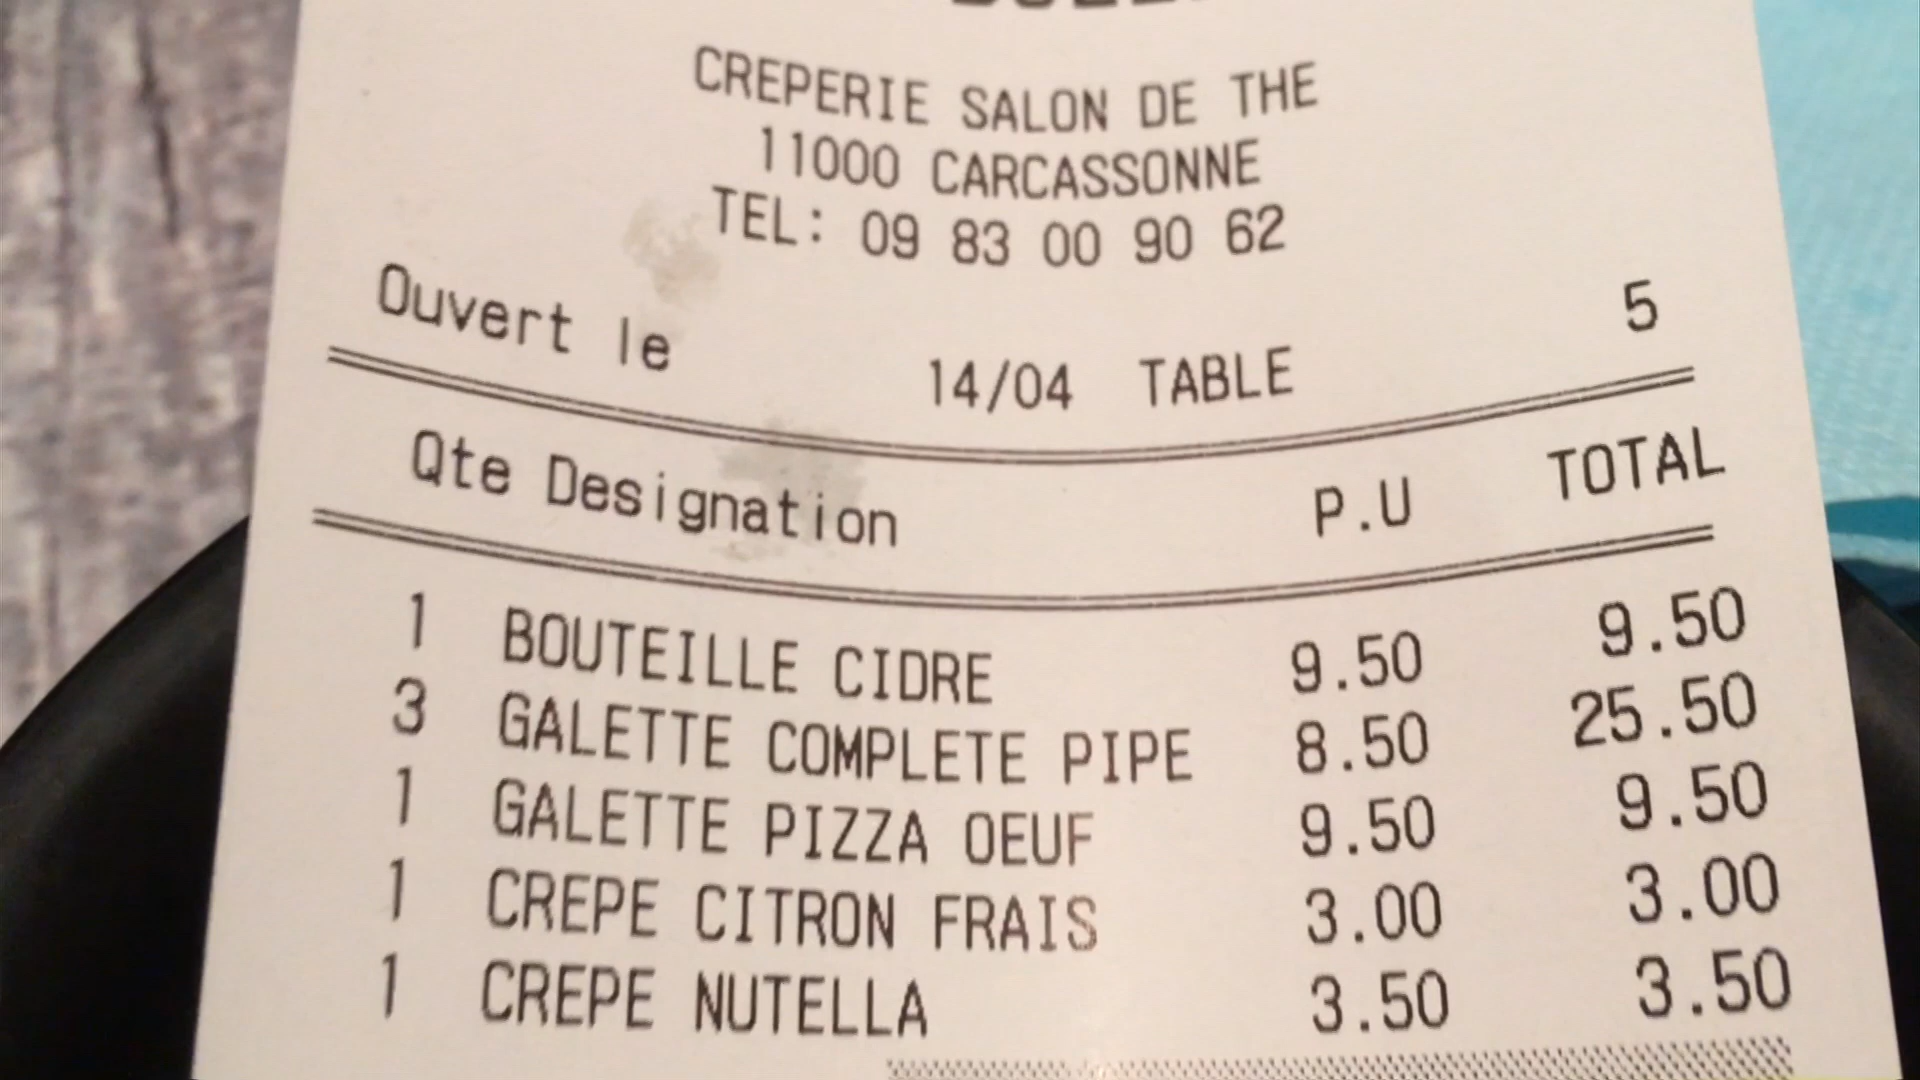 CREPERIE SALON DE THE
11000 CARCASSONNE
TEL: 09 83 00 90 62
Ouvert le 14/04 TABLE 5
Qte Designation P.U TOTAL
1 BOUTEILLE CIDRE 9.50 9.50
3 GALETTE COMPLETE PIPE 8.50 25.50
1 GALETTE PIZZA OEUF 9.50 9.50
1 CREPE CITRON FRAIS 3.00 3.00
1 CREPE NUTELLA 3.50 3.50